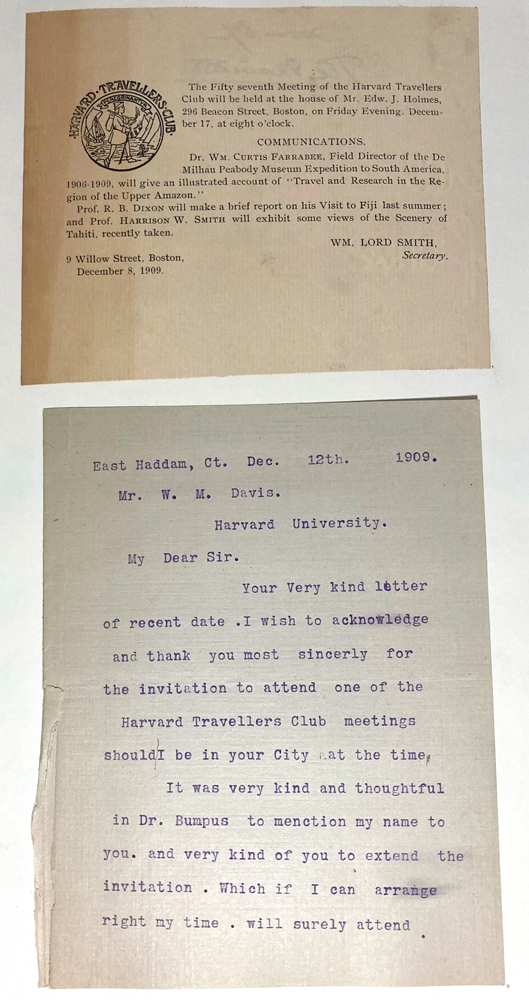 HARVARD·TRAVELLERS·CLUB·
The Fifty seventh Meeting of the Harvard Travellers
Club will be held at the house of Mr. Edw. J. Holmes,
296 Beacon Street, Boston, on Friday Evening, Decem-
ber 17, at eight o'clock.
COMMUNICATIONS.
Dr. WM. CURTIS FARRABEE, Field Director of the De
Milhau Peabody Museum Expedition to South America,
1906-1909, will give an illustrated account of "Travel and Research in the Re-
gion of the Upper Amazon."
Prof. R. B. DIXON will make a brief report on his Visit to Fiji last summer;
and Prof. HARRISON W. SMITH will exhibit some views of the Scenery of
Tahiti, recently taken.
WM. LORD SMITH,
Secretary.
9 Willow Street, Boston,
December 8, 1909.
East Haddam, Ct. Dec. 12th. 1909.
Mr. W. M. Davis.
Harvard University.
My Dear Sir.
Your Very kind letter
of recent date .I wish to acknowledge
and thank you most sincerly for
the invitation to attend one of the
Harvard Travellers Club meetings
should/I be in your City .at the time,
It was very kind and thoughtful
in Dr. Bumpus to menction my name to
you. and very kind of you to extend the
invitation . Which if I can arrange
right my time . will surely attend .